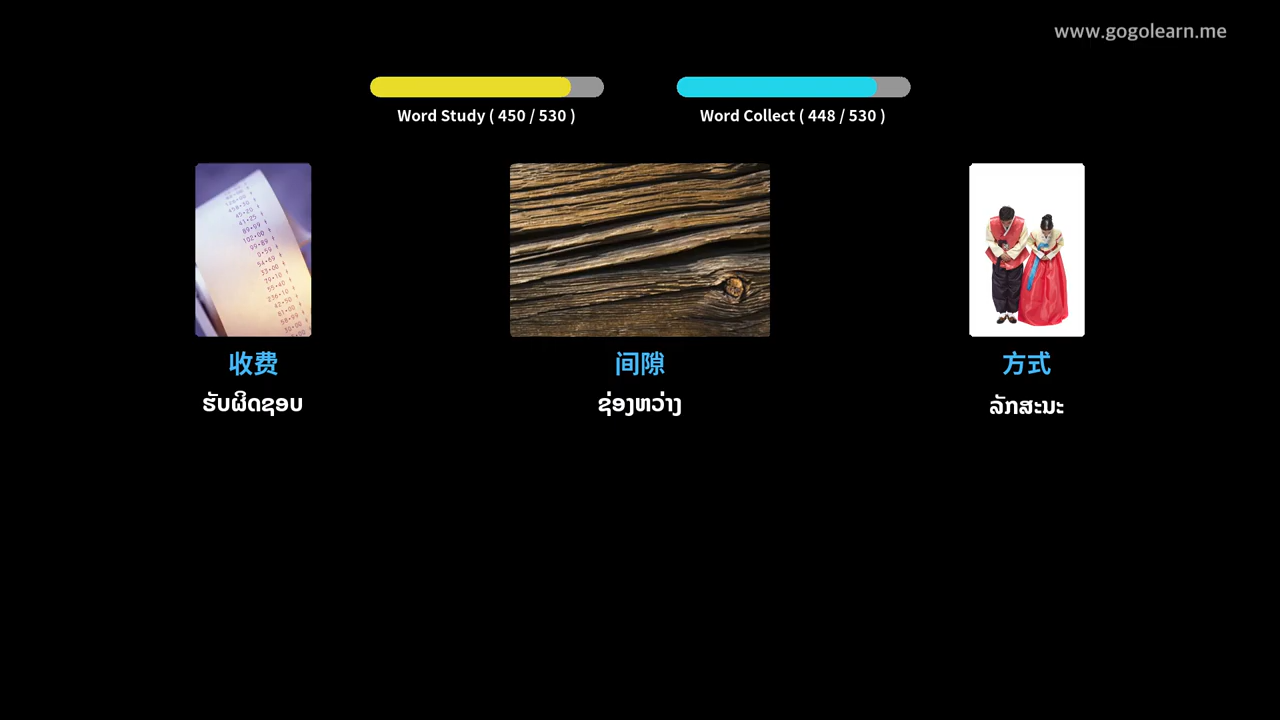 www.gogolearn.me
Word Study ( 450 / 530 )
Word Collect ( 448 / 530 )
收费
间隙
方式
ຮັບຜິດຊອບ
ຊ່ອງຫວ່າງ
ລັກສະນະ